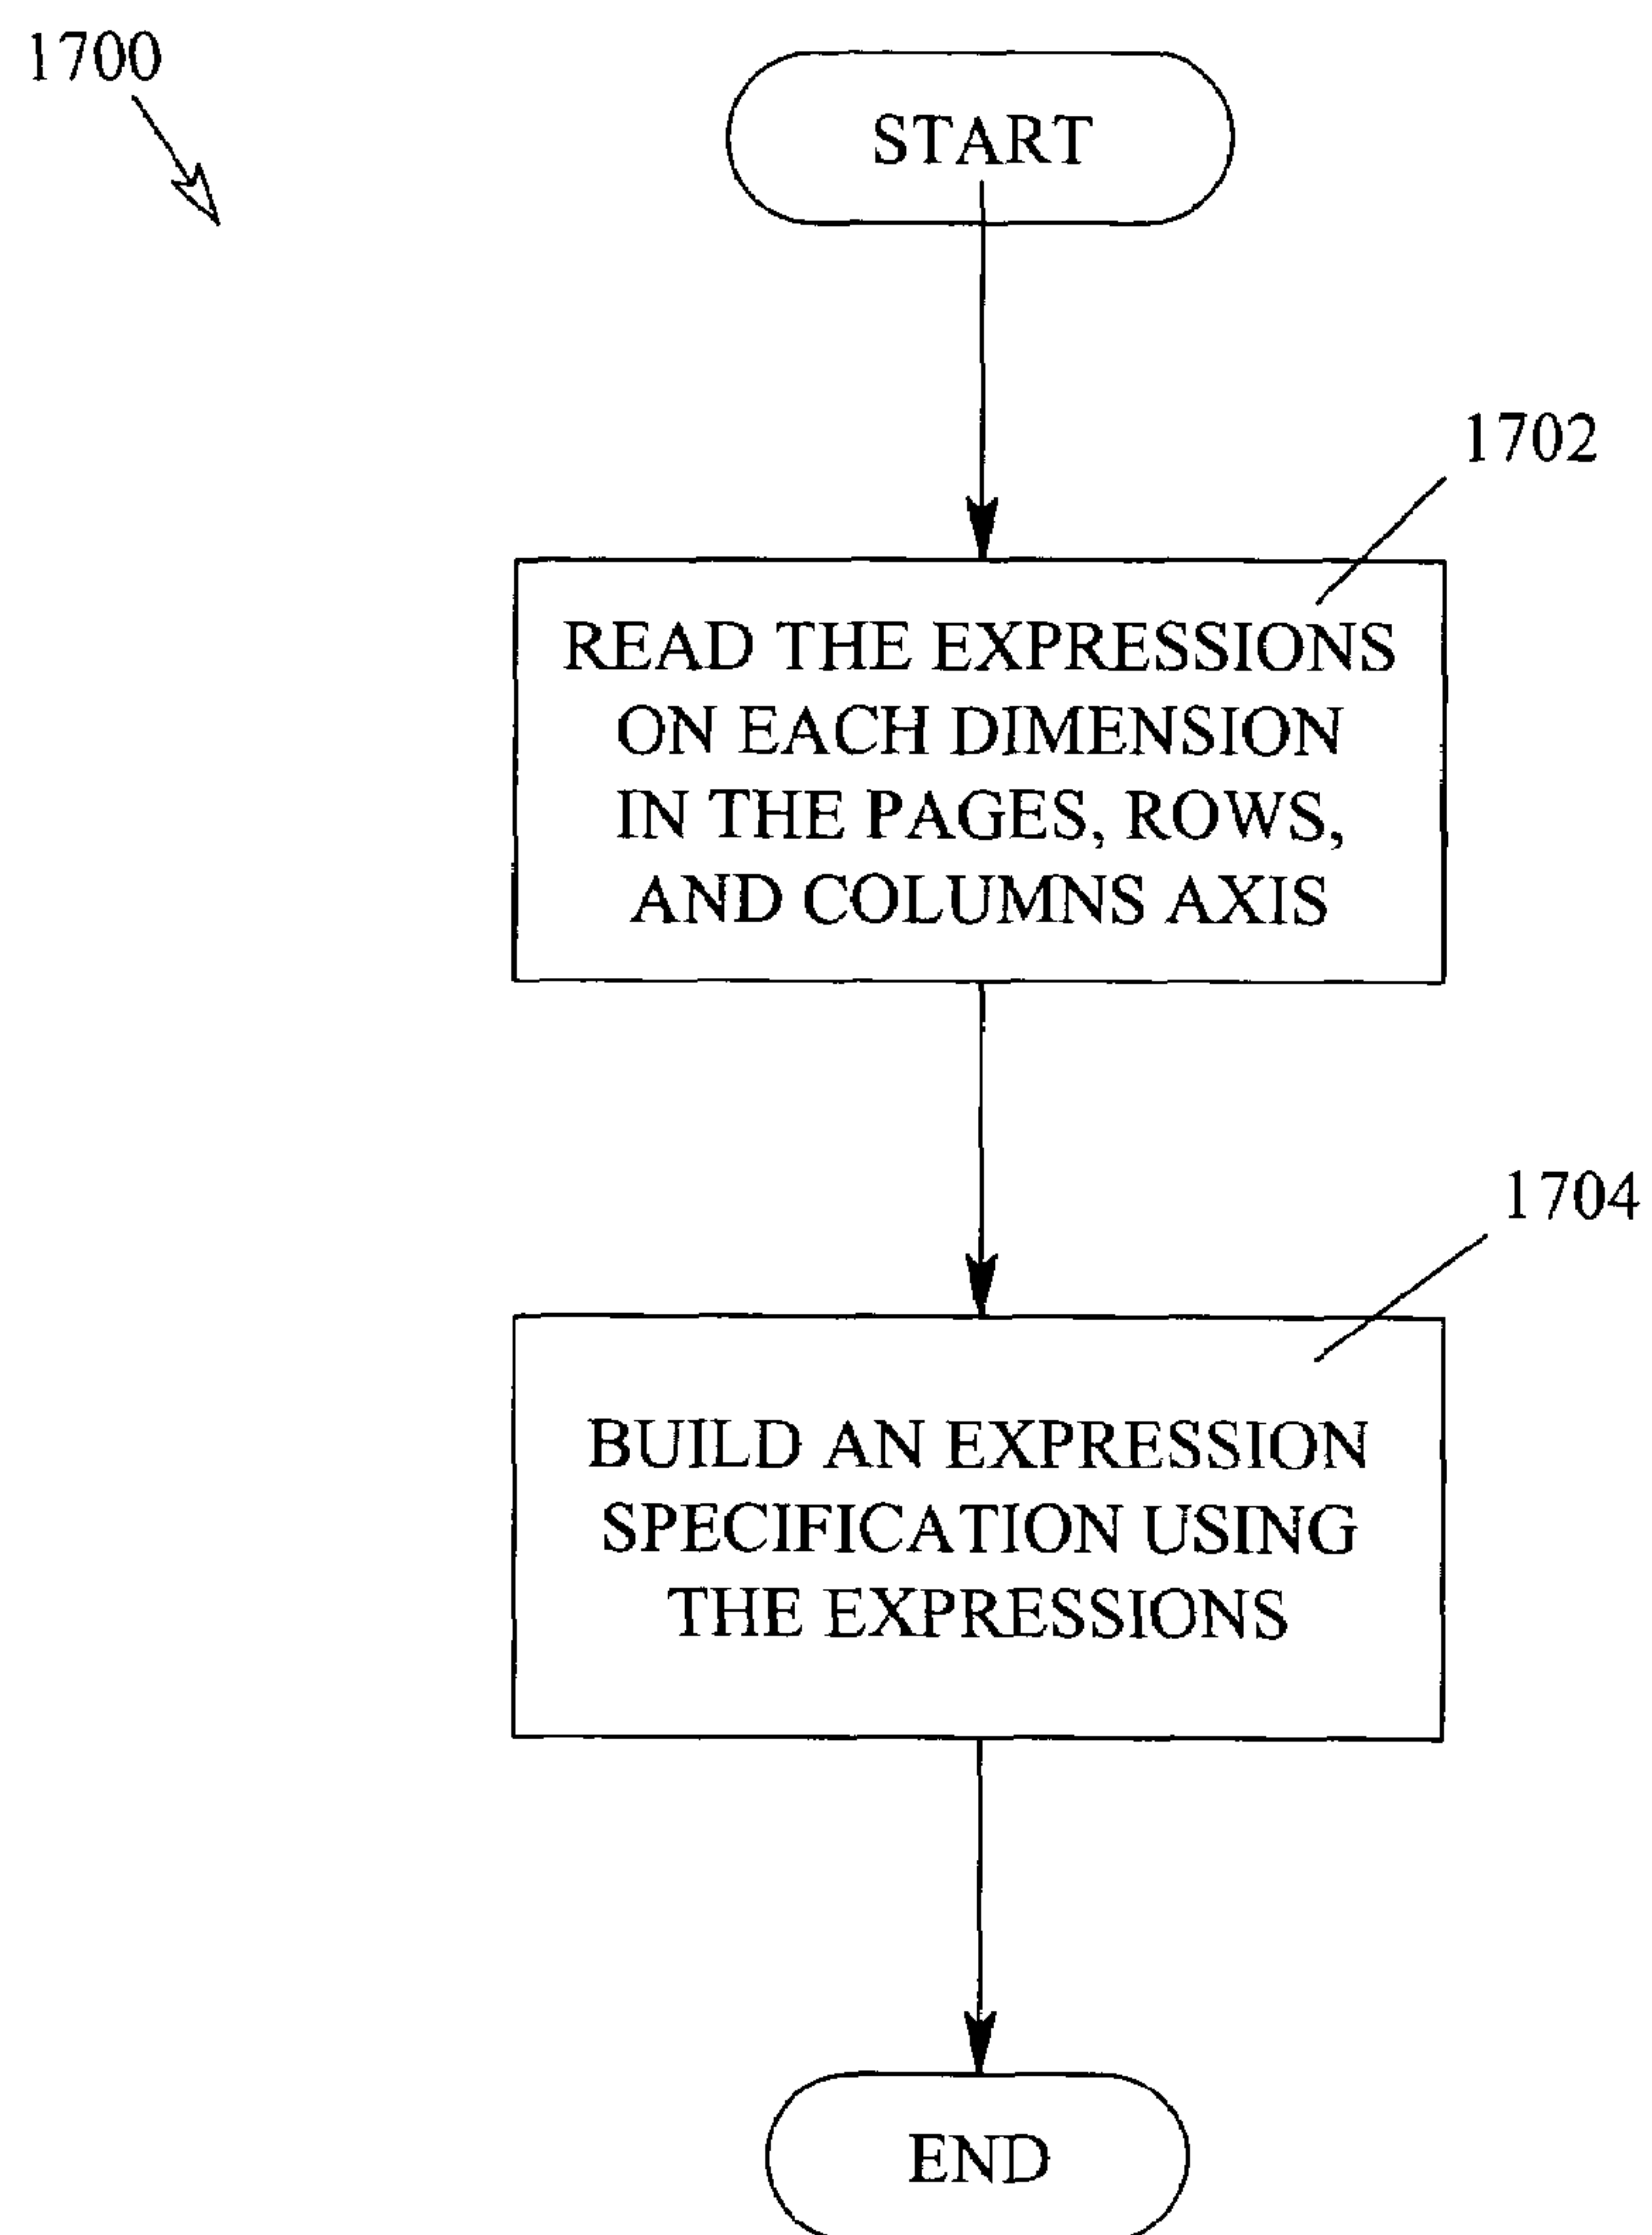 1700
START
1702
READ THE EXPRESSIONS
ON EACH DIMENSION
IN THE PAGES, ROWS,
AND COLUMNS AXIS
1704
BUILD AN EXPRESSION
SPECIFICATION USING
THE EXPRESSIONS
END